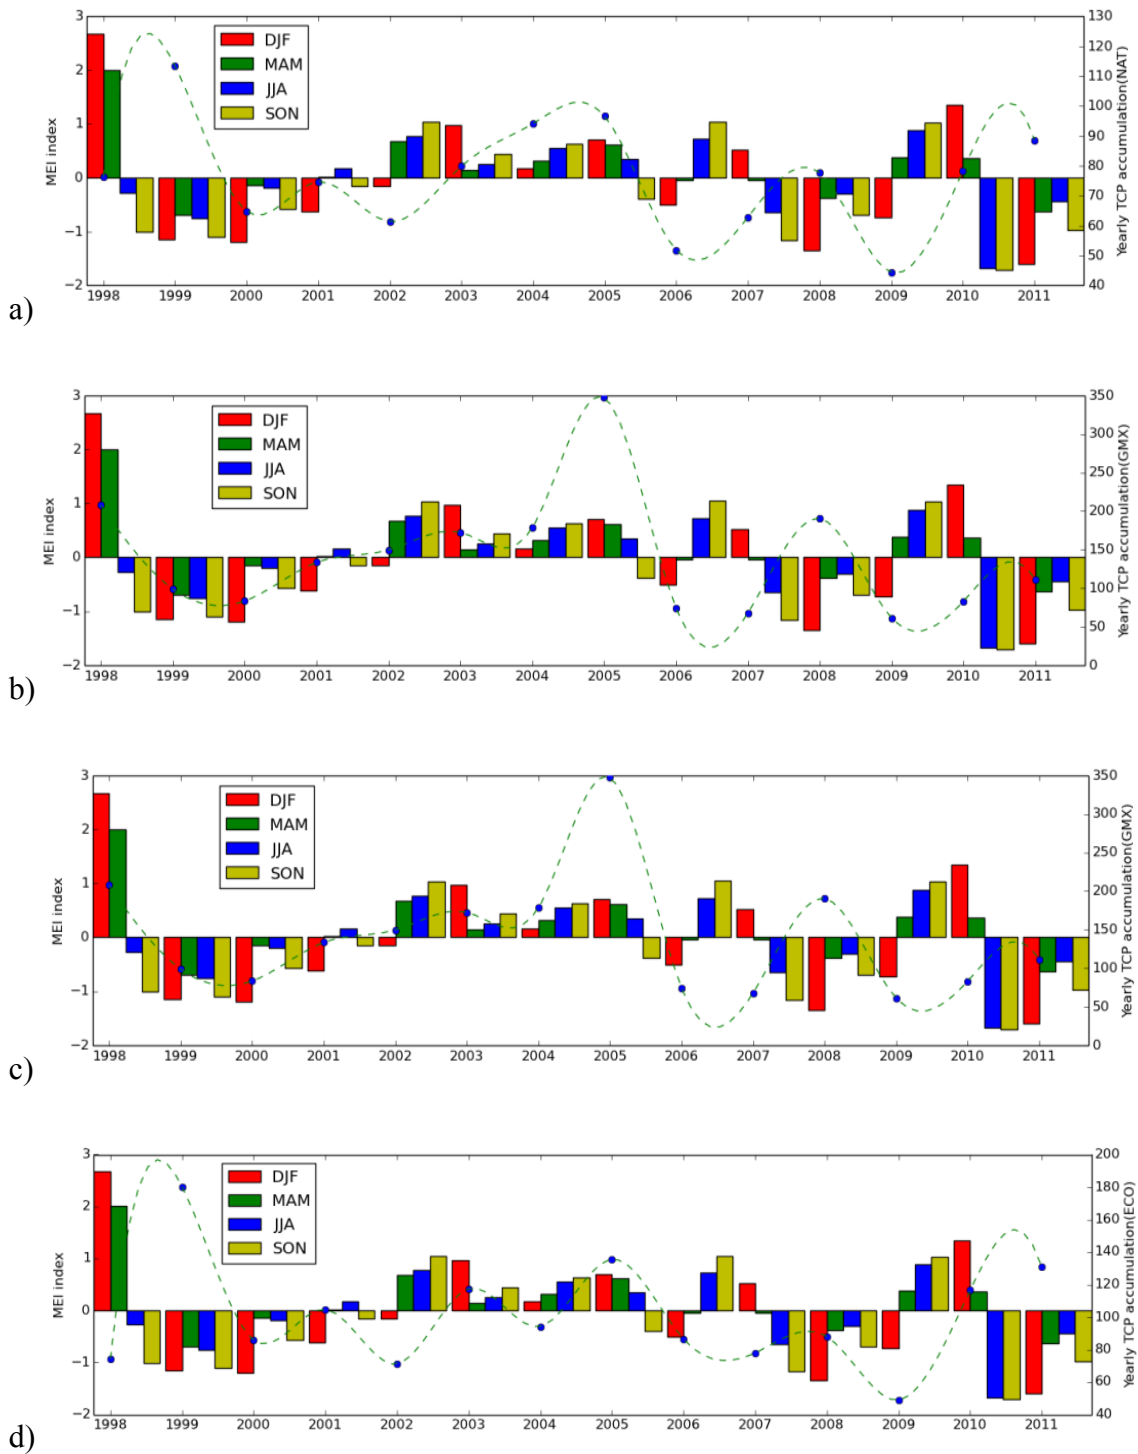 3
2
1
0
−1
−2
MEI index
DJF
MAM
JJA
SON
130
120
110
100
90
80
70
60
50
40
Yearly TCP accumulation(NAT)
1998 1999 2000 2001 2002 2003 2004 2005 2006 2007 2008 2009 2010 2011
a)
3
2
1
0
−1
−2
MEI index
DJF
MAM
JJA
SON
350
300
250
200
150
100
50
0
Yearly TCP accumulation(GMX)
1998 1999 2000 2001 2002 2003 2004 2005 2006 2007 2008 2009 2010 2011
b)
3
2
1
0
−1
−2
MEI index
DJF
MAM
JJA
SON
350
300
250
200
150
100
50
0
Yearly TCP accumulation(GMX)
1998 1999 2000 2001 2002 2003 2004 2005 2006 2007 2008 2009 2010 2011
c)
3
2
1
0
−1
−2
MEI index
DJF
MAM
JJA
SON
200
180
160
140
120
100
80
60
40
Yearly TCP accumulation(ECO)
1998 1999 2000 2001 2002 2003 2004 2005 2006 2007 2008 2009 2010 2011
d)